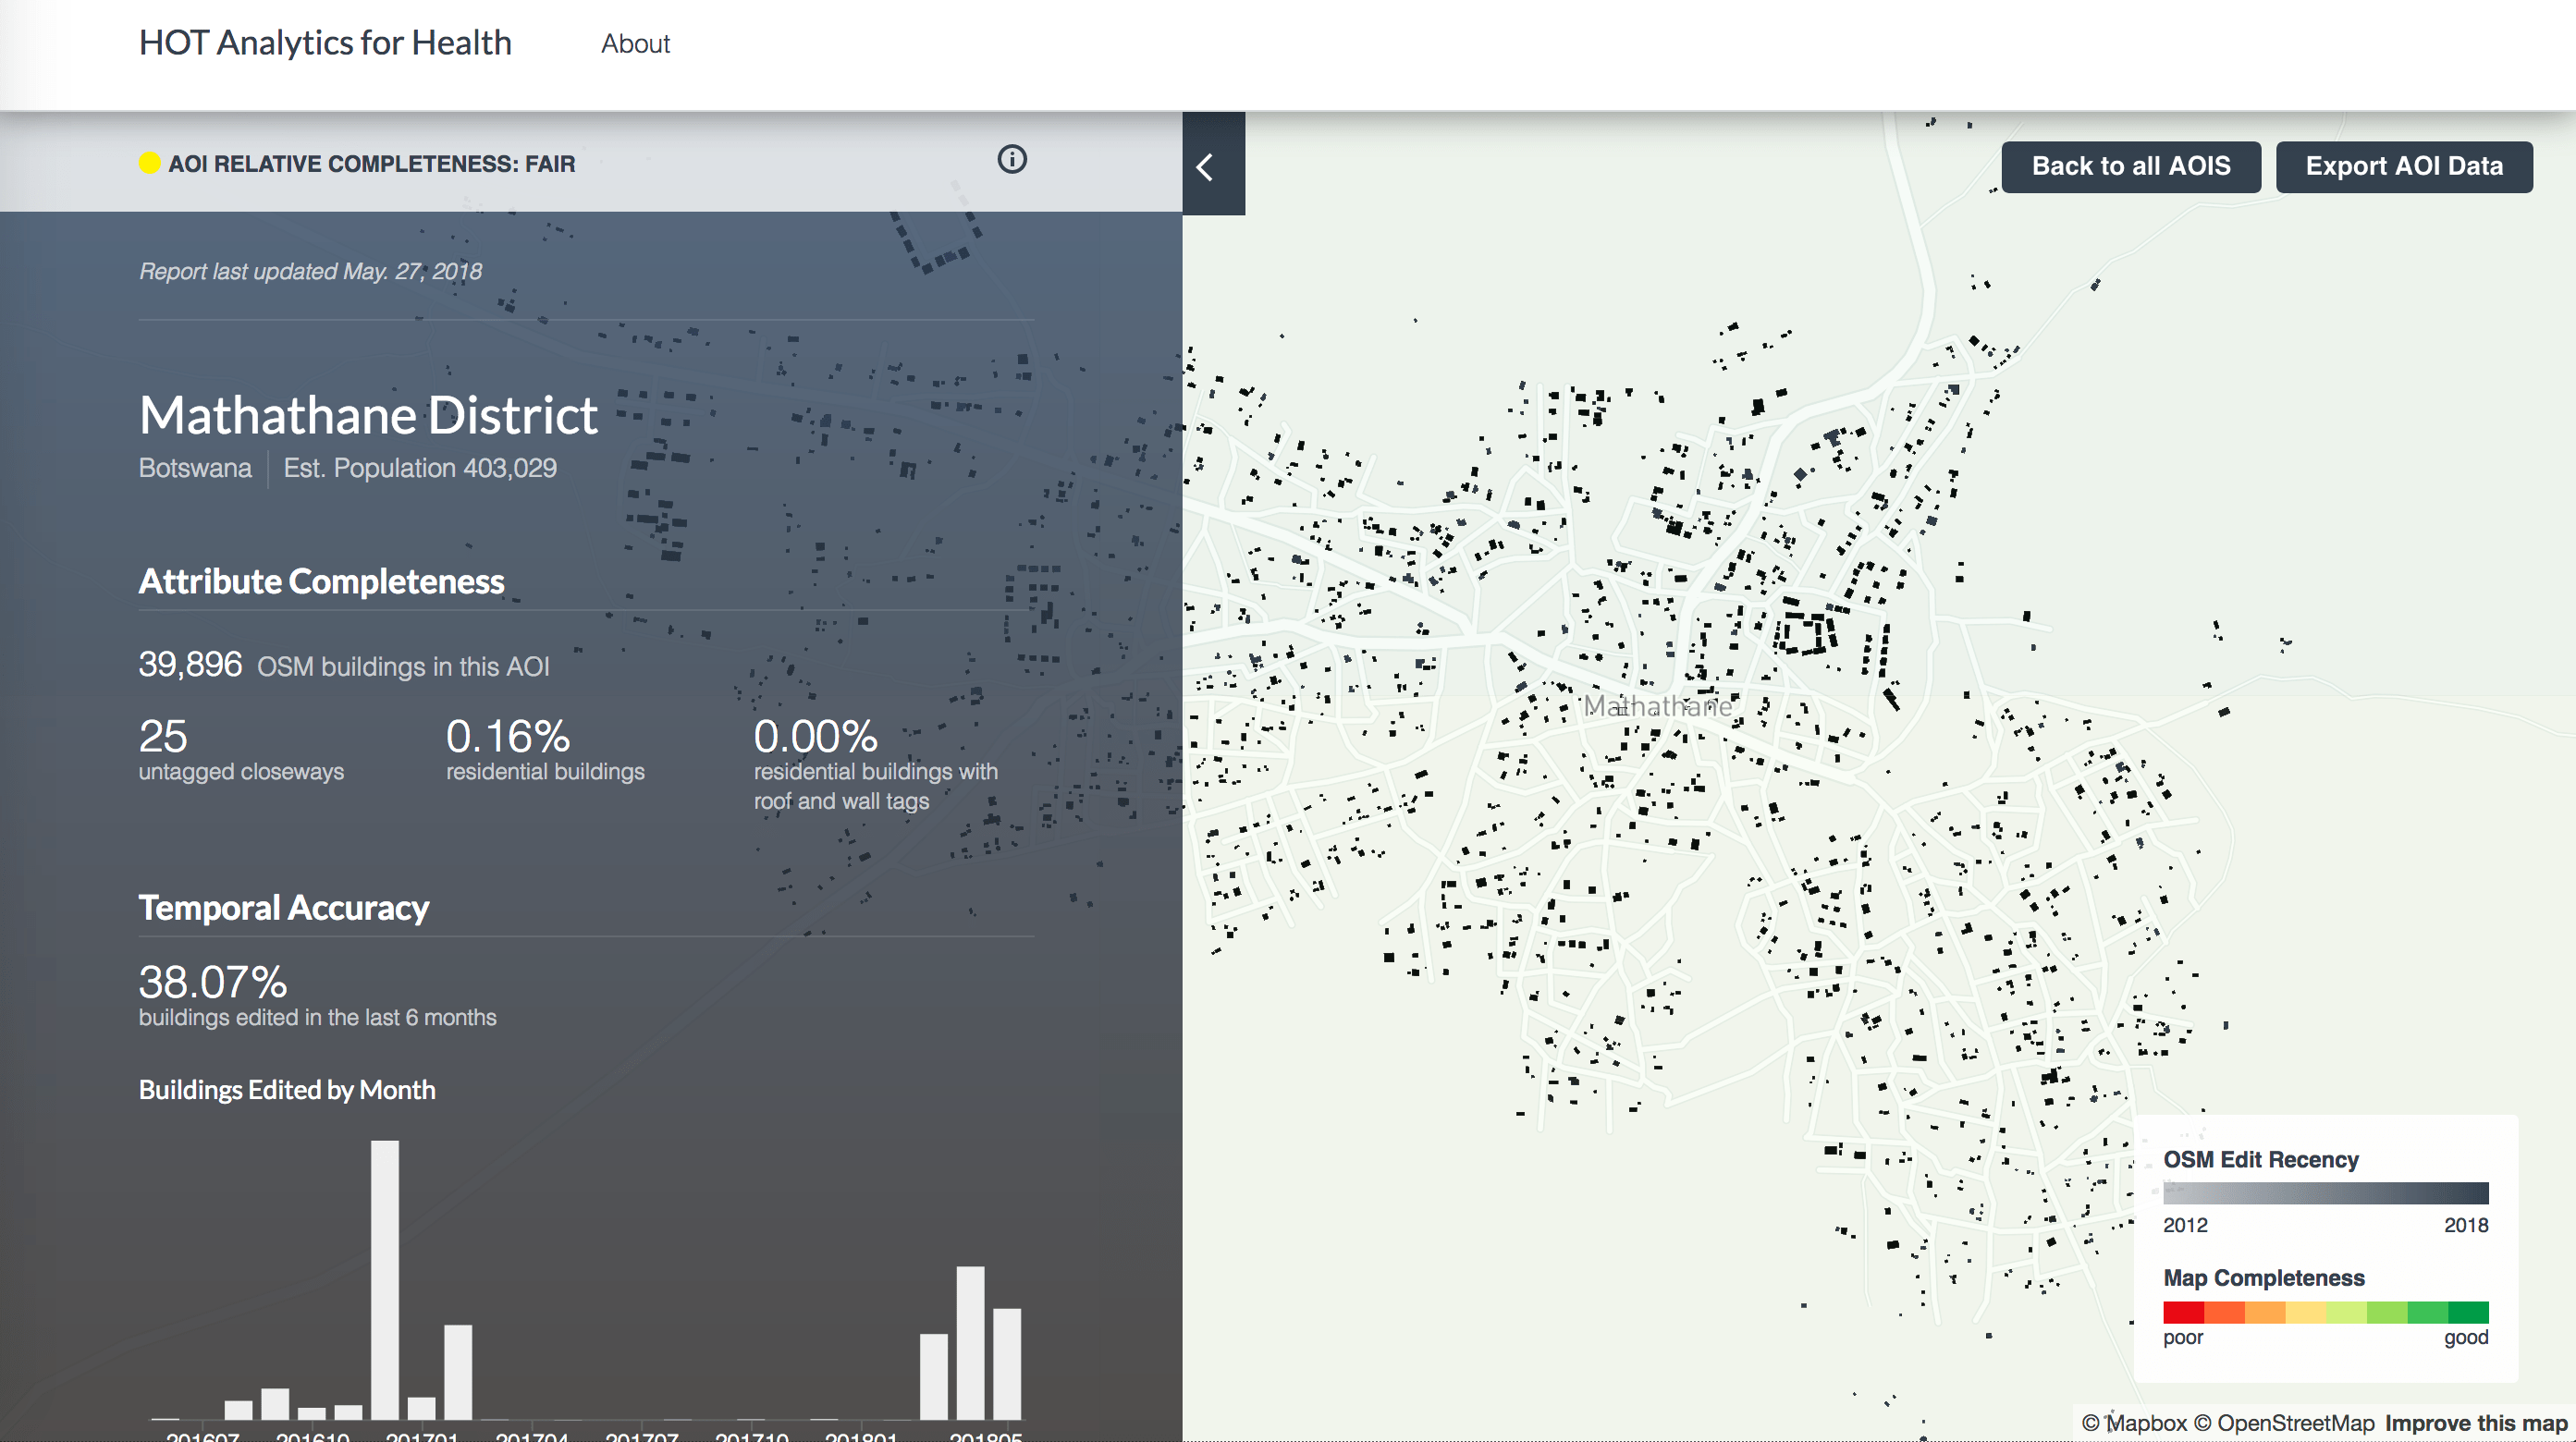 HOT Analytics for Health
About
AOI RELATIVE COMPLETENESS: FAIR
Back to all AOIS
Export AOI Data
Report last updated May. 27, 2018
Mathathane District
Botswana
Est. Population 403,029
Attribute Completeness
39,896 OSM buildings in this AOI
25
untagged closeways
0.16%
residential buildings
0.00%
residential buildings with
roof and wall tags
Temporal Accuracy
38.07%
buildings edited in the last 6 months
Buildings Edited by Month
201607 201610 201701 201704 201707 201710 201801 201805
Mathathane
OSM Edit Recency
2012 2018
Map Completeness
poor good
© Mapbox © OpenStreetMap Improve this map